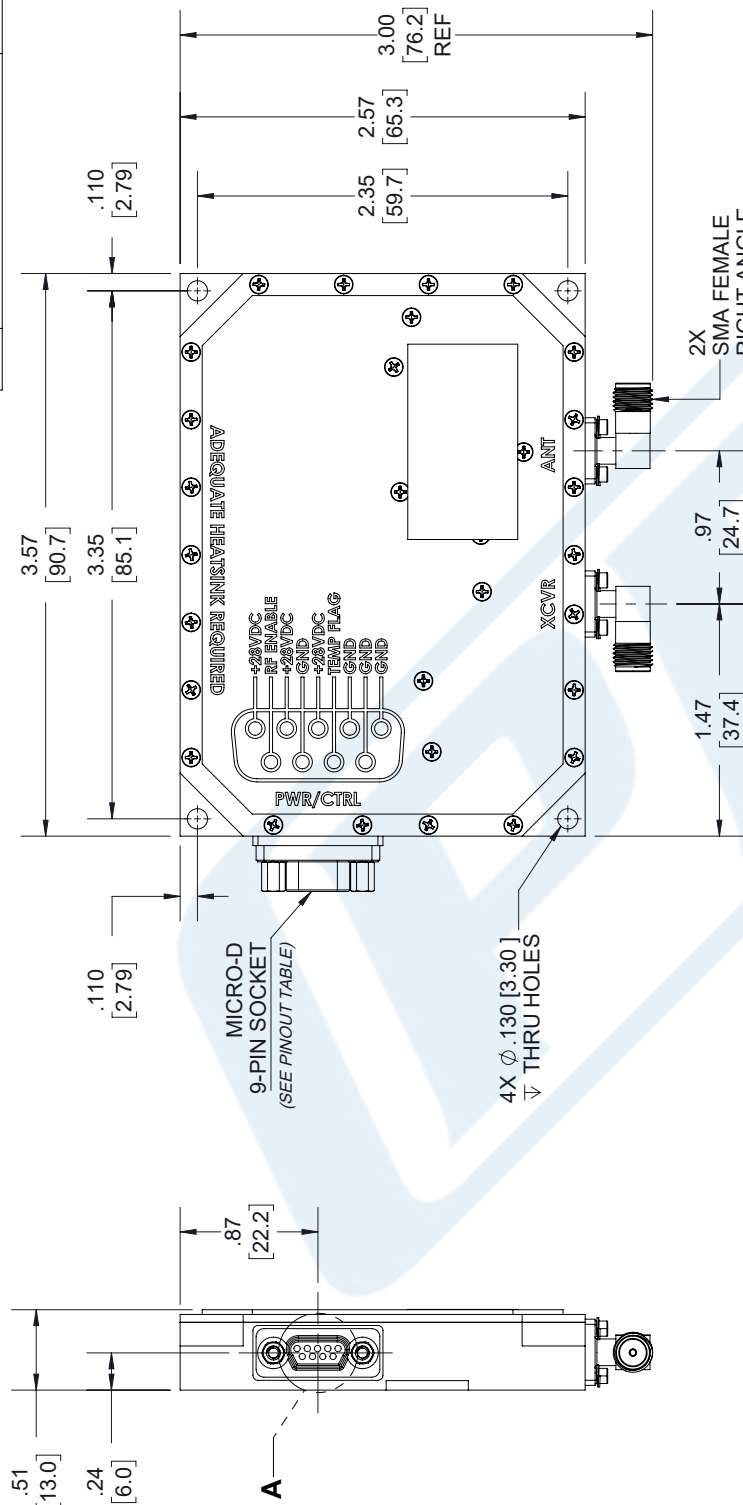 3.57
[90.7]
3.35
[85.1]
.110
[2.79]
3.00
[76.2]
REF
2.57
[65.3]
2.35
[59.7]
ADEQUATE HEATSINK REQUIRED
+28VDC
RF ENABLE
+28VDC
GND
+28VDC
TEMP FLAG
GND
GND
GND
PWR/CTRL
XCVR
ANT
2X
SMA FEMALE
RIGHT ANGLE
.97
[24.7]
1.47
[37.4]
.110
[2.79]
MICRO-D
9-PIN SOCKET
(SEE PINOUT TABLE)
4X ∅ .130 [3.30 ]
↧ THRU HOLES
.87
[22.2]
.51
[13.0]
.24
[6.0]
A